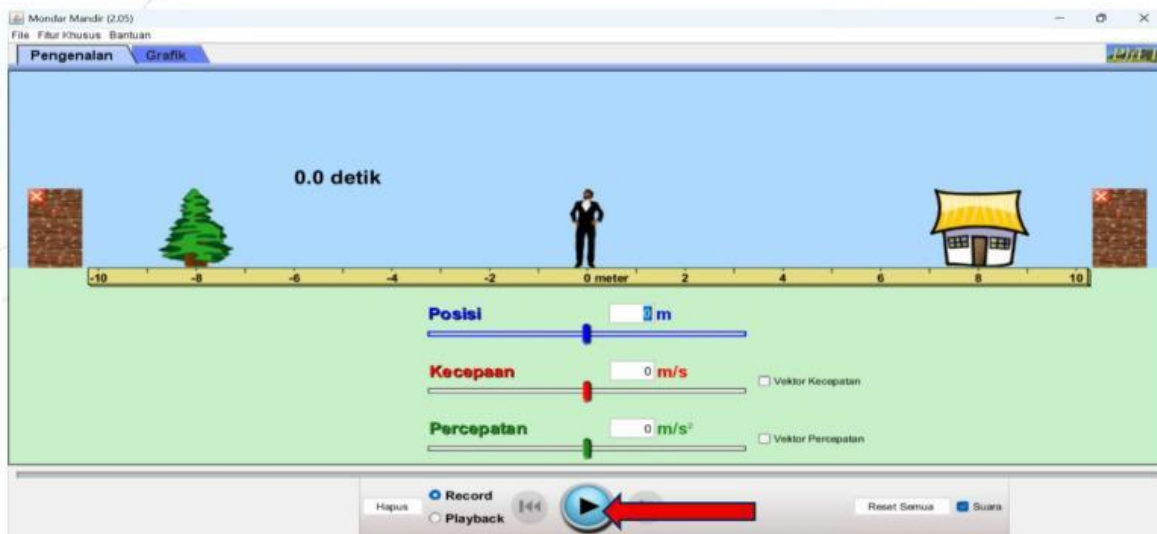 Mondar Mandir (2.05)
File Fitur Khusus Bantuan
Pengenalan Grafik
0.0 detik
-10 -8 -6 -4 -2 0 meter 2 4 6 8 10
Posisi 0 m
Kecepaan 0 m/s
Vektor Kecepatan
Percepatan 0 m/s²
Vektor Percepatan
Hapus
Record
Playback
Reset Semua
Suara